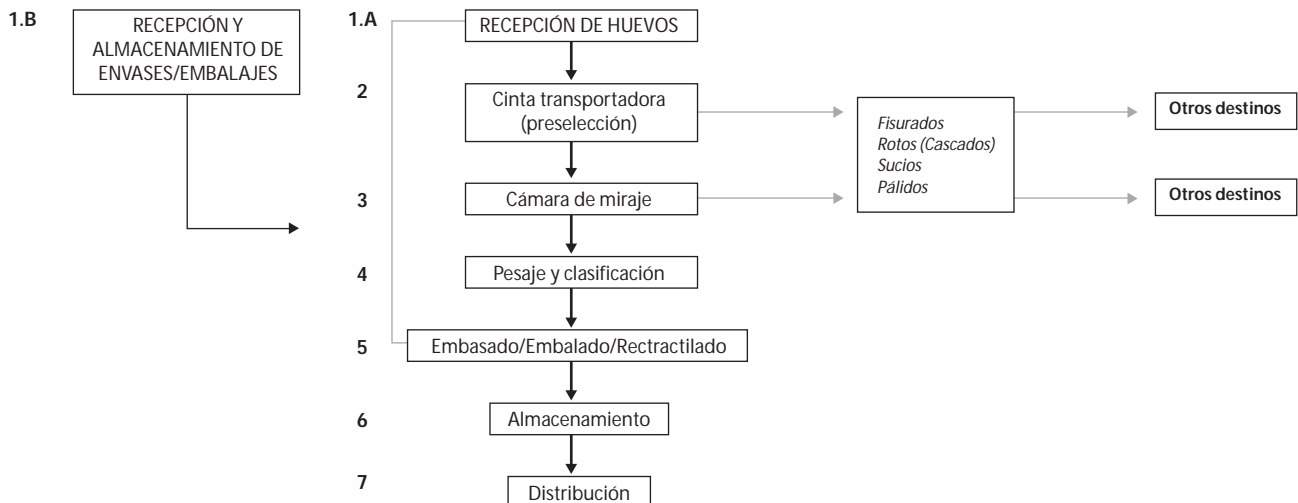 1.B
RECEPCIÓN Y
ALMACENAMIENTO DE
ENVASES/EMBALAJES
1.A
RECEPCIÓN DE HUEVOS
2
Cinta transportadora
(preselección)
Fisurados
Rotos (Cascados)
Sucios
Pálidos
Otros destinos
Otros destinos
3
Cámara de miraje
4
Pesaje y clasificación
5
Embasado/Embalado/Rectractilado
6
Almacenamiento
7
Distribución